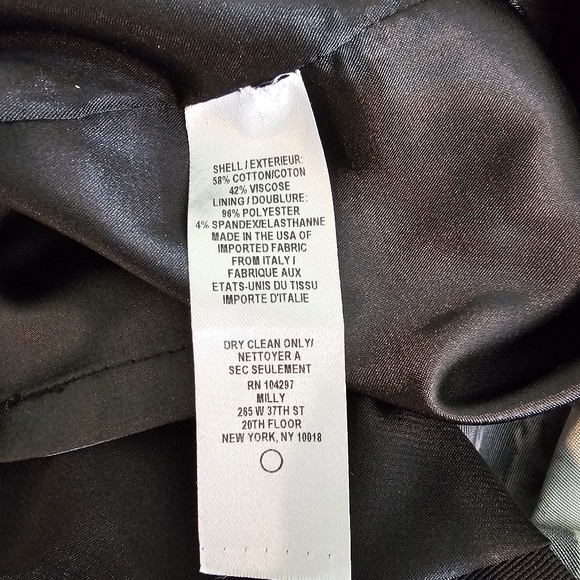 SHELL / EXTERIEUR:
58% COTTON/COTON
42% VISCOSE
LINING / DOUBLURE:
96% POLYESTER
4% SPANDEX/ELASTHANNE
MADE IN THE USA OF
IMPORTED FABRIC
FROM ITALY /
FABRIQUE AUX
ETATS-UNIS DU TISSU
IMPORTE D'ITALIE
DRY CLEAN ONLY/
NETTOYER A
SEC SEULEMENT
RN 104297
MILLY
265 W 37TH ST
20TH FLOOR
NEW YORK, NY 10018